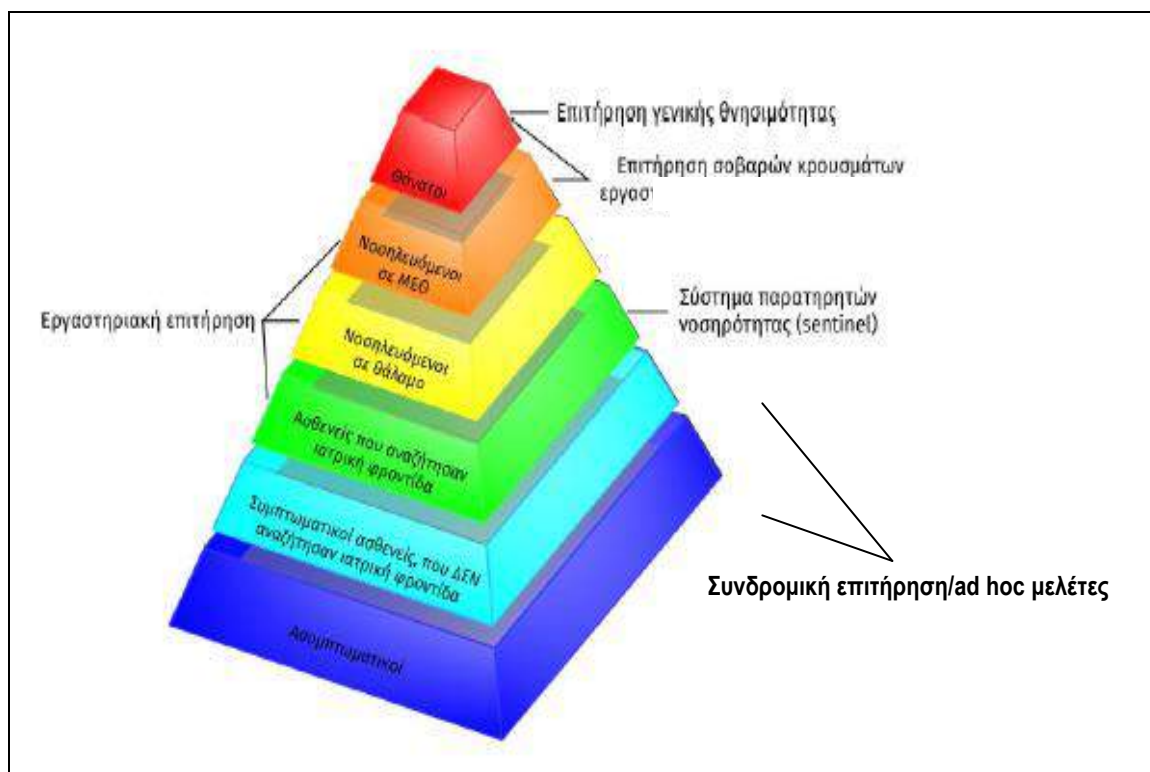 Επιτήρηση γενικής θνησιμότητας
Επιτήρηση σοβαρών κρουσμάτων
εργασ
Θάνατοι
Νοσηλευόμενοι
σε ΜΕΘ
Εργαστηριακή επιτήρηση
Σύστημα παρατηρητών
νοσηρότητας (sentinel)
Νοσηλευόμενοι
σε θάλαμο
Ασθενείς που αναζήτησαν
ιατρική φροντίδα
Συμπτωματικοί ασθενείς, που ΔΕΝ
αναζήτησαν ιατρική φροντίδα
Συνδρομική επιτήρηση/ad hoc μελέτες
Ασυμπτωματικοί